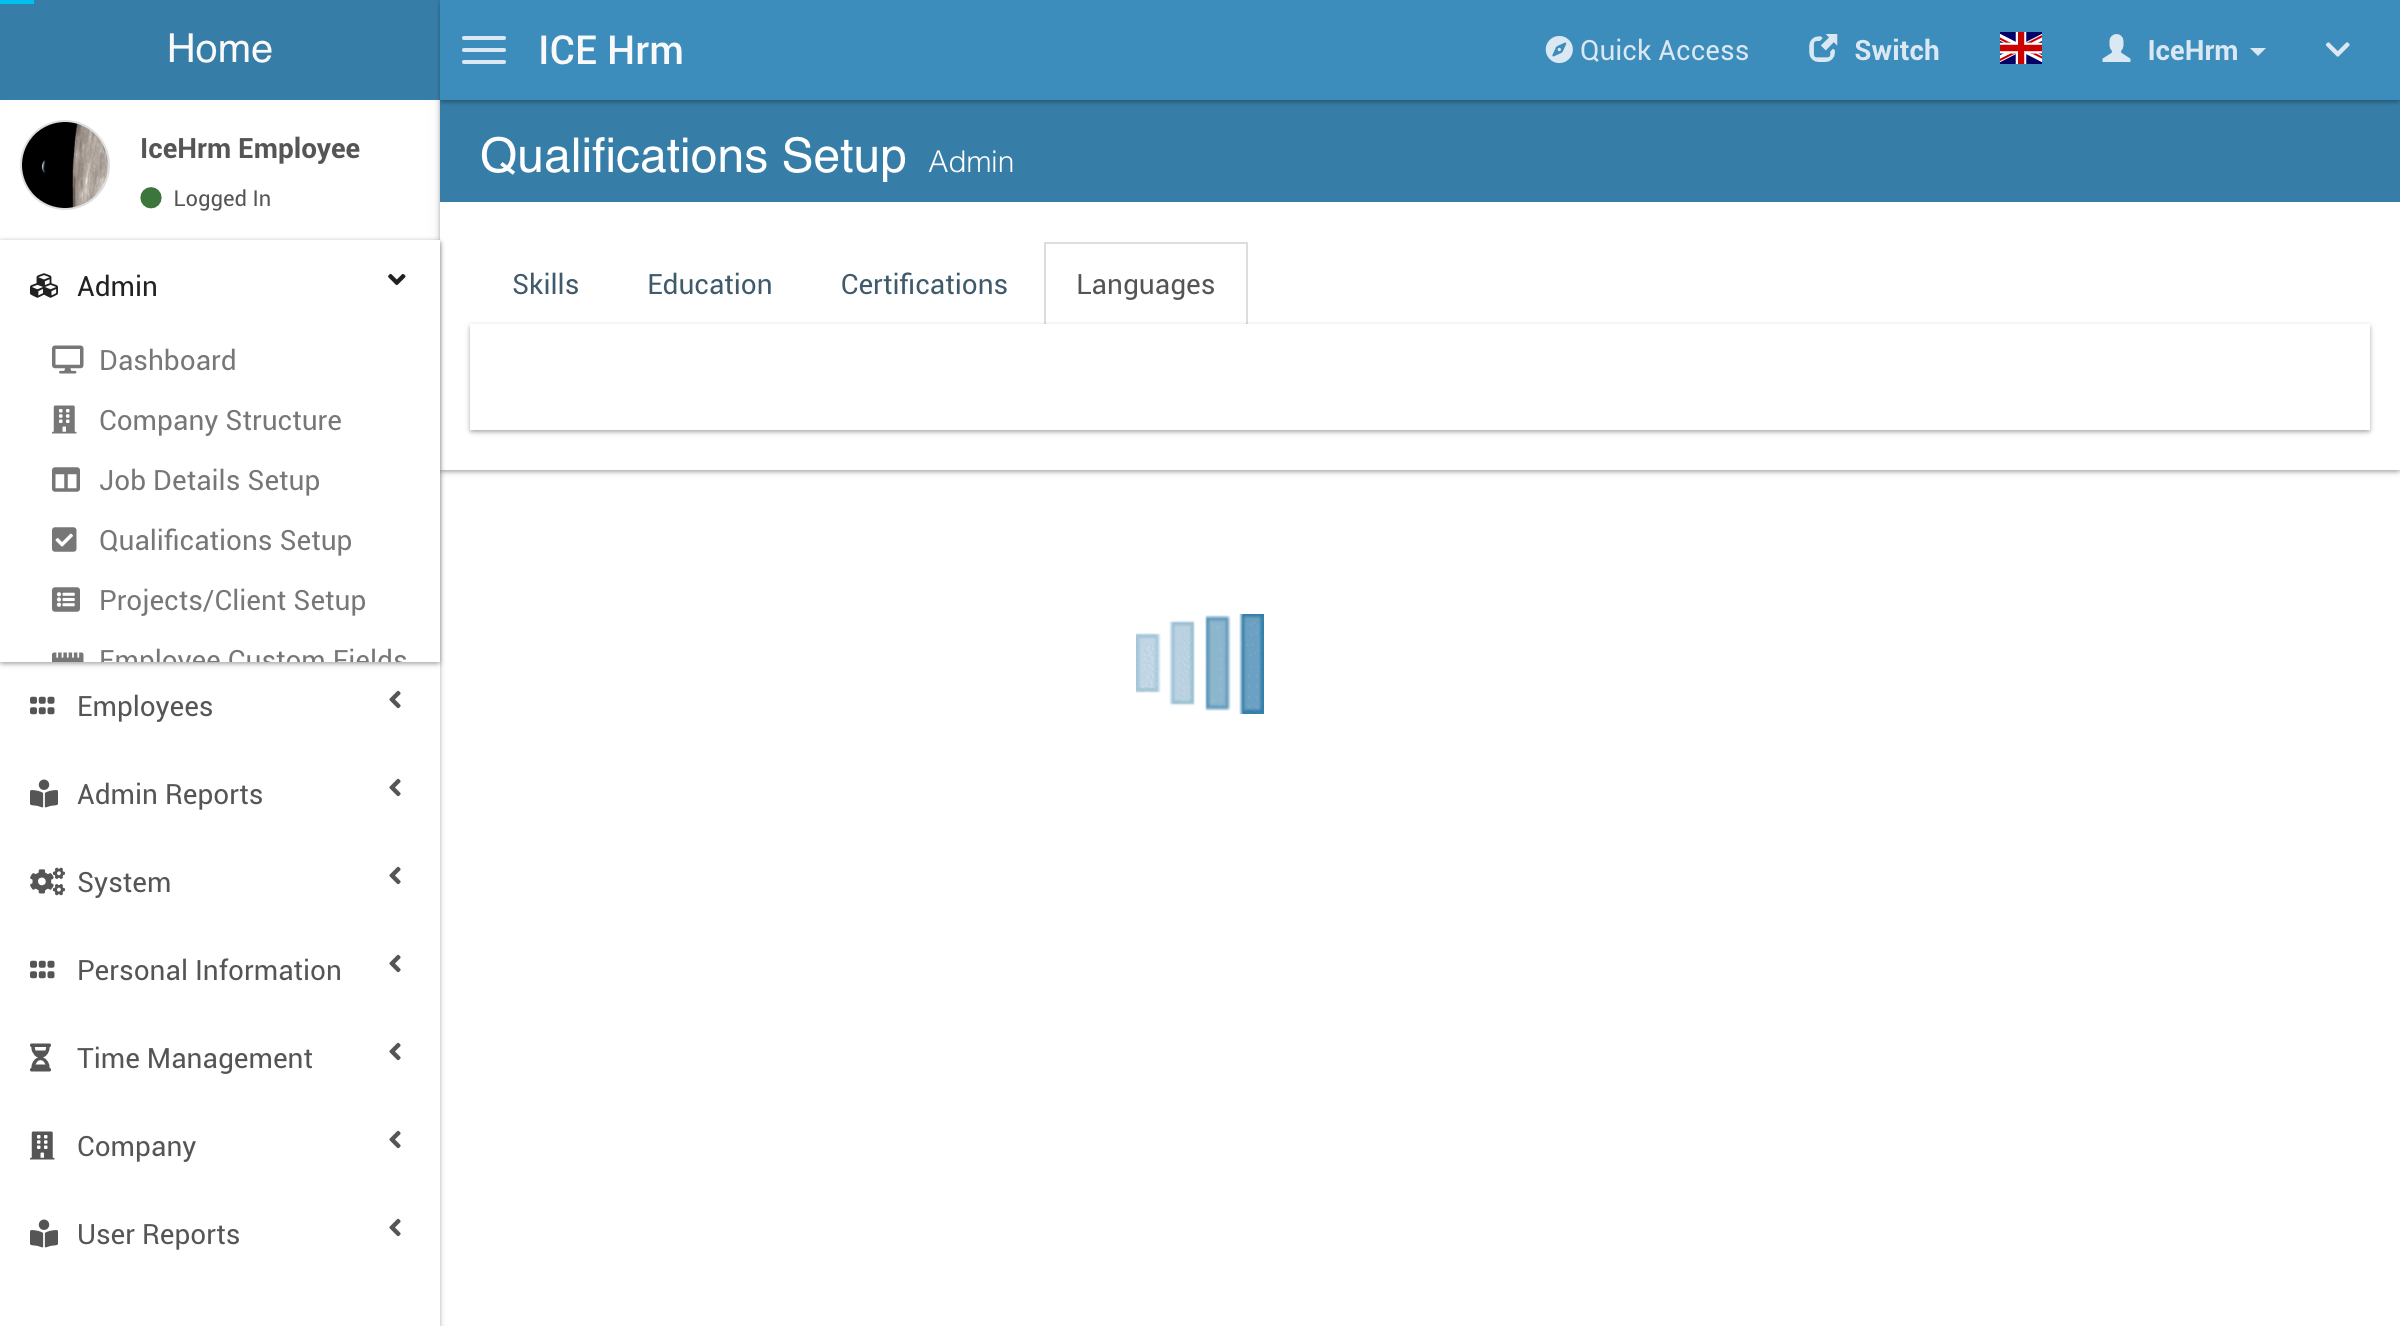 Home
ICE Hrm
Quick Access
Switch
IceHrm
IceHrm Employee
Logged In
Qualifications Setup Admin
Skills
Education
Certifications
Languages
Admin
Dashboard
Company Structure
Job Details Setup
Qualifications Setup
Projects/Client Setup
Employee Custom Fields
Employees
Admin Reports
System
Personal Information
Time Management
Company
User Reports